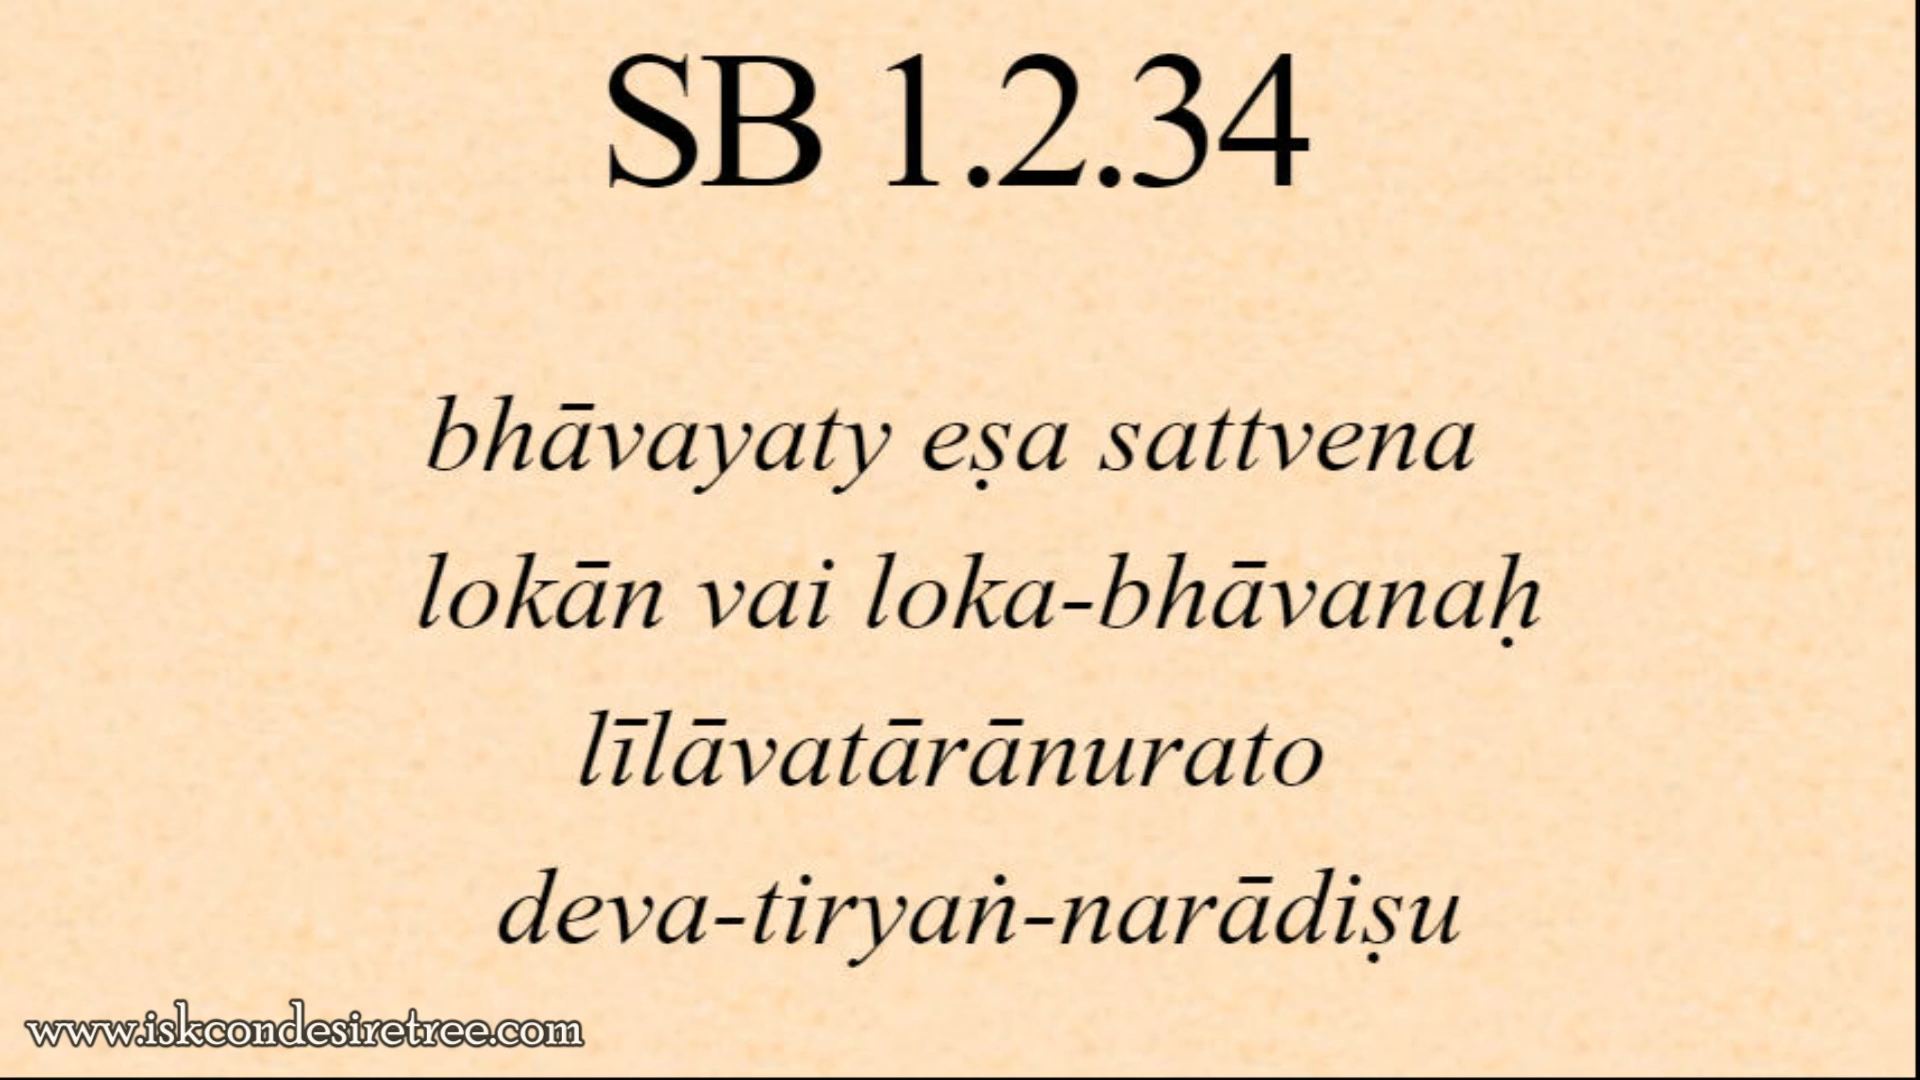 SB 1.2.34
bhāvayaty eṣa sattvena
lokān vai loka-bhāvanaḥ
līlāvatārānurato
deva-tiryaṅ-narādiṣu
www.iskcondesiretree.com